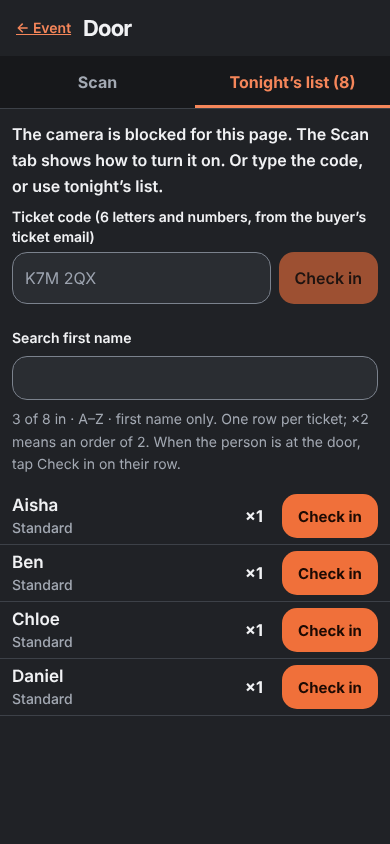 ← Event Door
Scan
Tonight's list (8)
The camera is blocked for this page. The Scan
tab shows how to turn it on. Or type the code,
or use tonight's list.
Ticket code (6 letters and numbers, from the buyer's
ticket email)
K7M 2QX
Check in
Search first name
3 of 8 in · A–Z · first name only. One row per ticket; ×2
means an order of 2. When the person is at the door,
tap Check in on their row.
Aisha
Standard
×1
Check in
Ben
Standard
×1
Check in
Chloe
Standard
×1
Check in
Daniel
Standard
×1
Check in